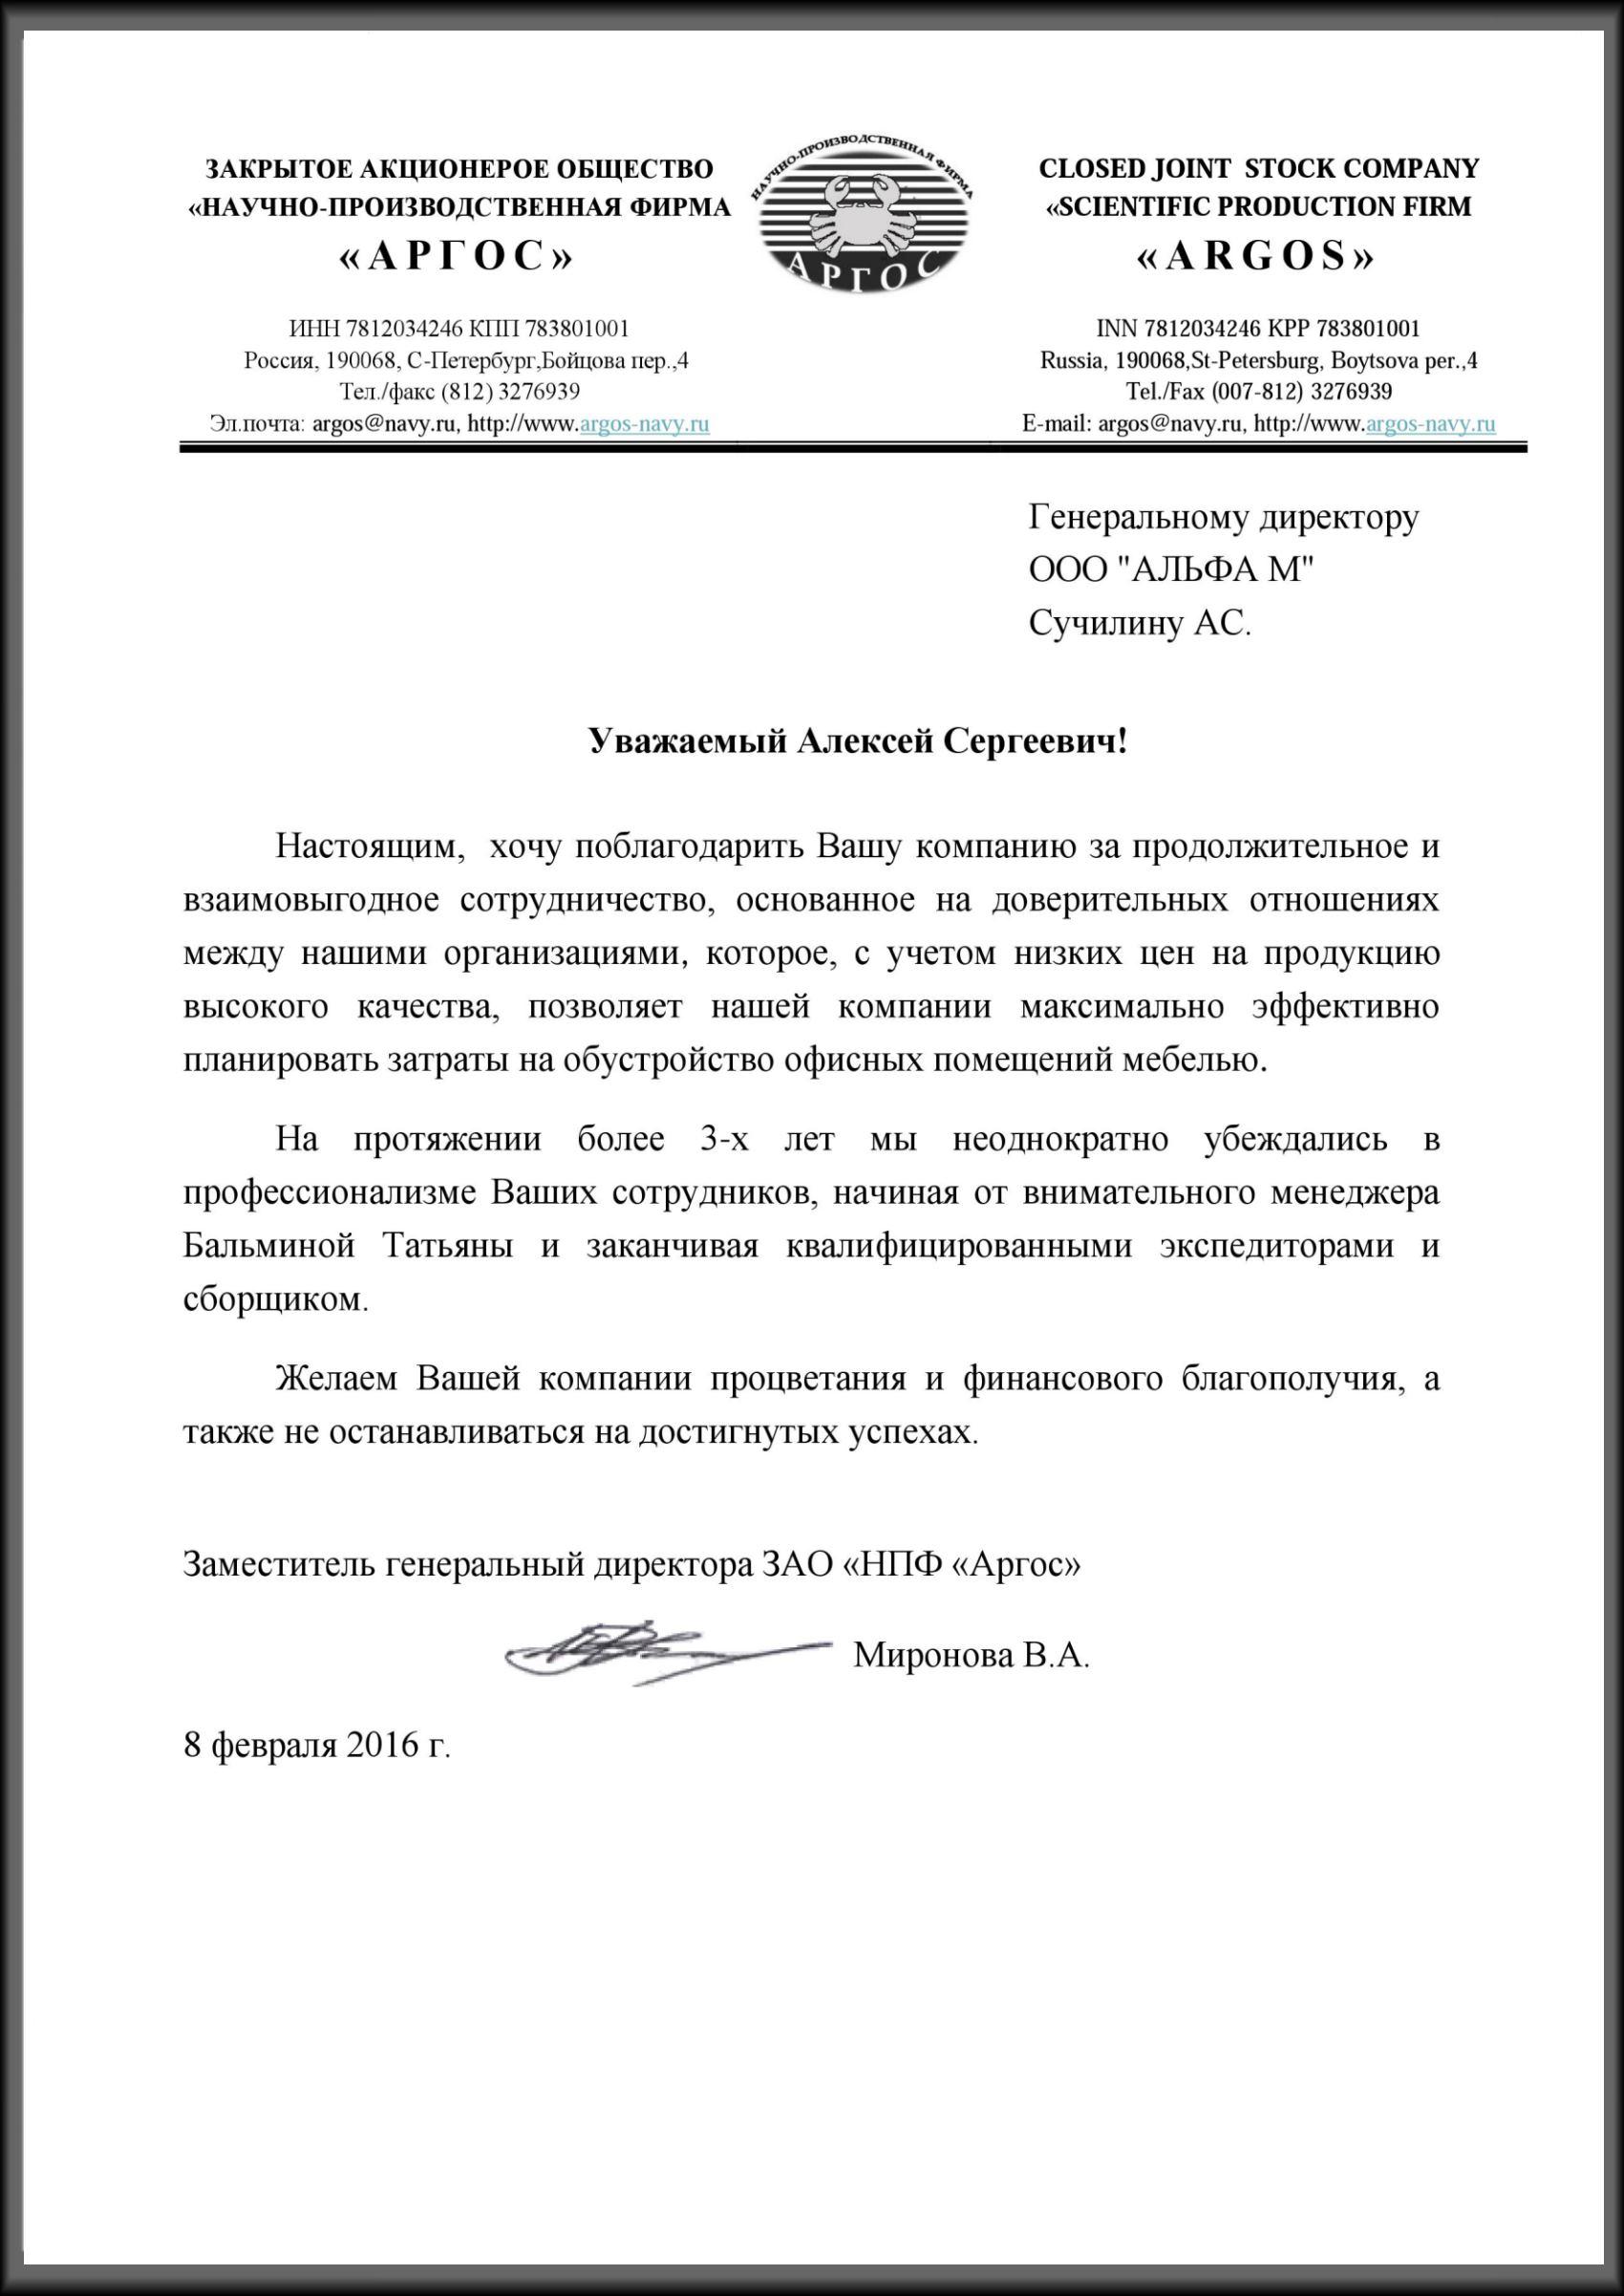 ЗАКРЫТОЕ АКЦИОНЕРОЕ ОБЩЕСТВО
«НАУЧНО-ПРОИЗВОДСТВЕННАЯ ФИРМА
«АРГОС»
ИНН 7812034246 КПП 783801001
Россия, 190068, С-Петербург,Бойцова пер.,4
Тел./факс (812) 3276939
Эл.почта: argos@navy.ru, http://www.argos-navy.ru
НАУЧНО-ПРОИЗВОДСТВЕННАЯ ФИРМА
АРГОС
CLOSED JOINT STOCK COMPANY
«SCIENTIFIC PRODUCTION FIRM
«ARGOS»
INN 7812034246 KPP 783801001
Russia, 190068,St-Petersburg, Boytsova per.,4
Tel./Fax (007-812) 3276939
E-mail: argos@navy.ru, http://www.argos-navy.ru
Генеральному директору
ООО "АЛЬФА М"
Сучилину АС.
Уважаемый Алексей Сергеевич!
Настоящим, хочу поблагодарить Вашу компанию за продолжительное и
взаимовыгодное сотрудничество, основанное на доверительных отношениях
между нашими организациями, которое, с учетом низких цен на продукцию
высокого качества, позволяет нашей компании максимально эффективно
планировать затраты на обустройство офисных помещений мебелью.
На протяжении более 3-х лет мы неоднократно убеждались в
профессионализме Ваших сотрудников, начиная от внимательного менеджера
Бальминой Татьяны и заканчивая квалифицированными экспедиторами и
сборщиком.
Желаем Вашей компании процветания и финансового благополучия, а
также не останавливаться на достигнутых успехах.
Заместитель генеральный директора ЗАО «НПФ «Аргос»
Миронова В.А.
8 февраля 2016 г.